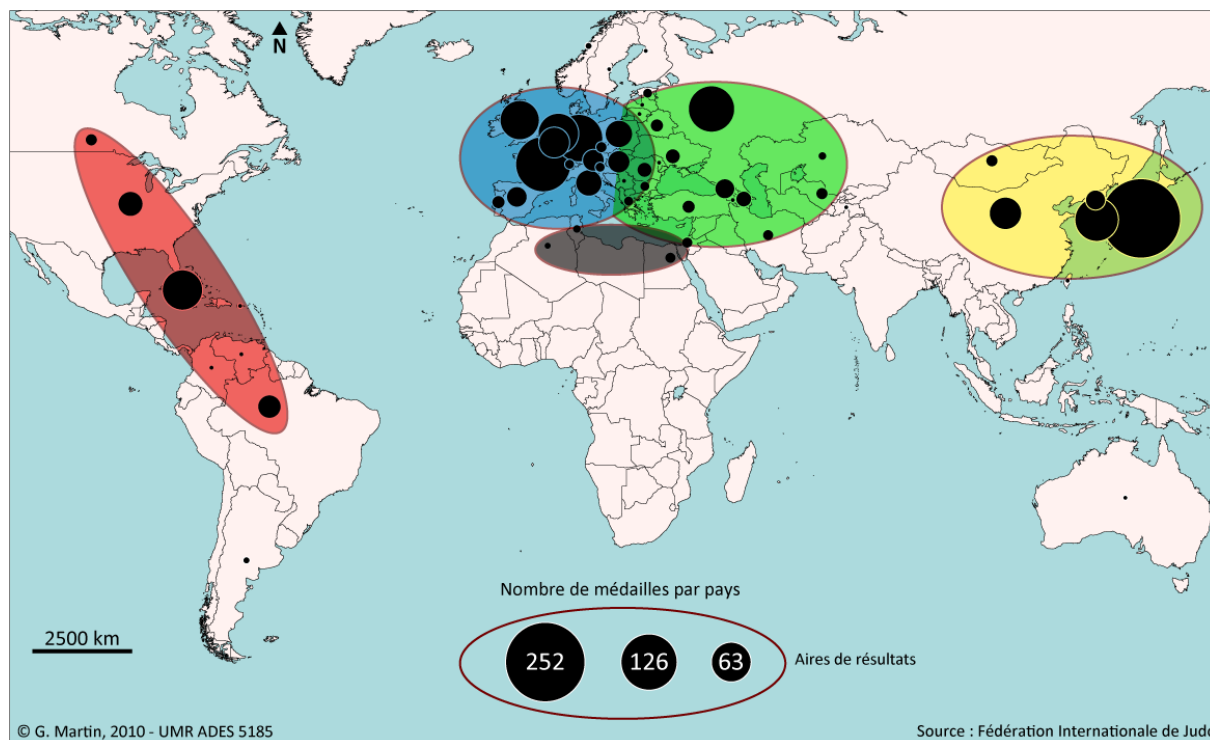 N
Nombre de médailles par pays
2500 km
252 126 63 Aires de résultats
© G. Martin, 2010 - UMR ADES 5185 Source : Fédération Internationale de Judo